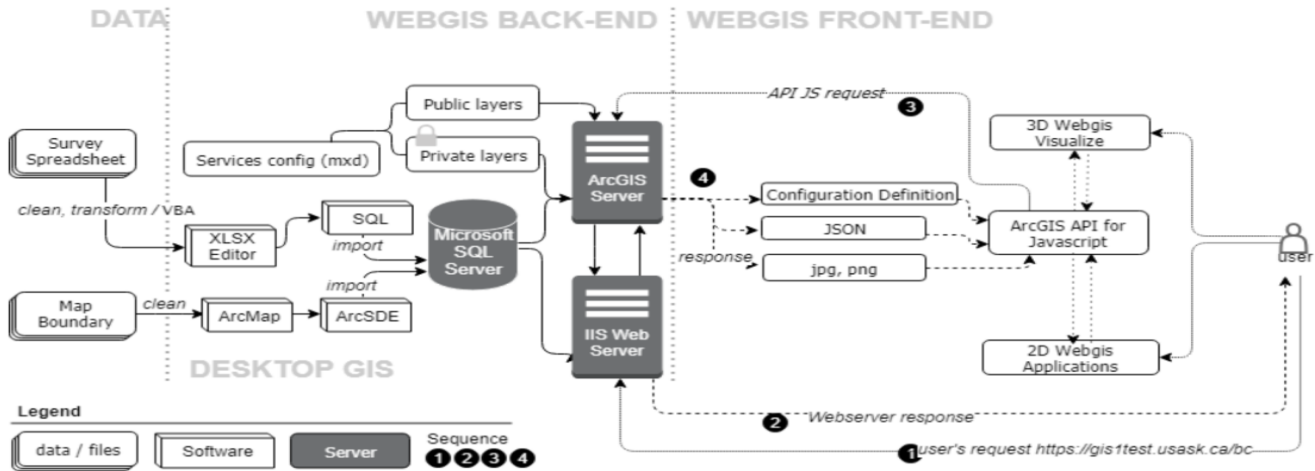 DATA
WEBGIS BACK-END
WEBGIS FRONT-END
API JS request
3
Public layers
Private layers
Services config (mxd)
Survey
Spreadsheet
clean, transform / VBA
XLSX
Editor
SQL
import
Microsoft
SQL
Server
import
Map
Boundary
clean
ArcMap
ArcSDE
DESKTOP GIS
ArcGIS
Server
IIS Web
Server
4
response
Configuration Definition
JSON
jpg, png
3D Webgis
Visualize
ArcGIS API for
Javascript
2D Webgis
Applications
user
2 Webserver response
1 user's request https://gis1test.usask.ca/bc
Legend
data / files
Software
Server
Sequence
1 2 3 4